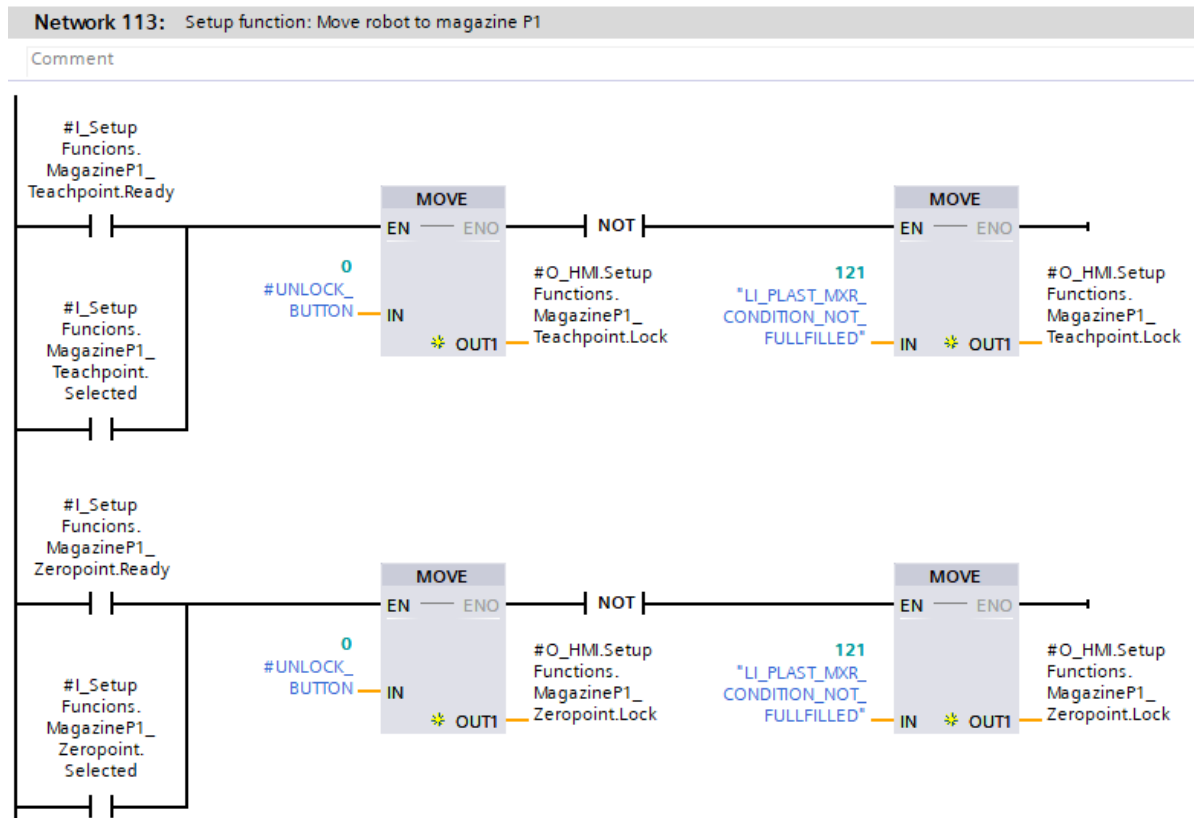 Network 113: Setup function: Move robot to magazine P1
Comment
#I_Setup
Funcions.
MagazineP1_
Teachpoint.Ready
MOVE
EN
ENO
0
#UNLOCK_
BUTTON
IN
OUT1
#O_HMI.Setup
Functions.
MagazineP1_
Teachpoint.Lock
NOT
MOVE
EN
ENO
121
"LI_PLAST_MXR_
CONDITION_NOT_
FULLFILLED"
IN
OUT1
#O_HMI.Setup
Functions.
MagazineP1_
Teachpoint.Lock
#I_Setup
Funcions.
MagazineP1_
Teachpoint.
Selected
#I_Setup
Funcions.
MagazineP1_
Zeropoint.Ready
MOVE
EN
ENO
0
#UNLOCK_
BUTTON
IN
OUT1
#O_HMI.Setup
Functions.
MagazineP1_
Zeropoint.Lock
NOT
MOVE
EN
ENO
121
"LI_PLAST_MXR_
CONDITION_NOT_
FULLFILLED"
IN
OUT1
#O_HMI.Setup
Functions.
MagazineP1_
Zeropoint.Lock
#I_Setup
Funcions.
MagazineP1_
Zeropoint.
Selected